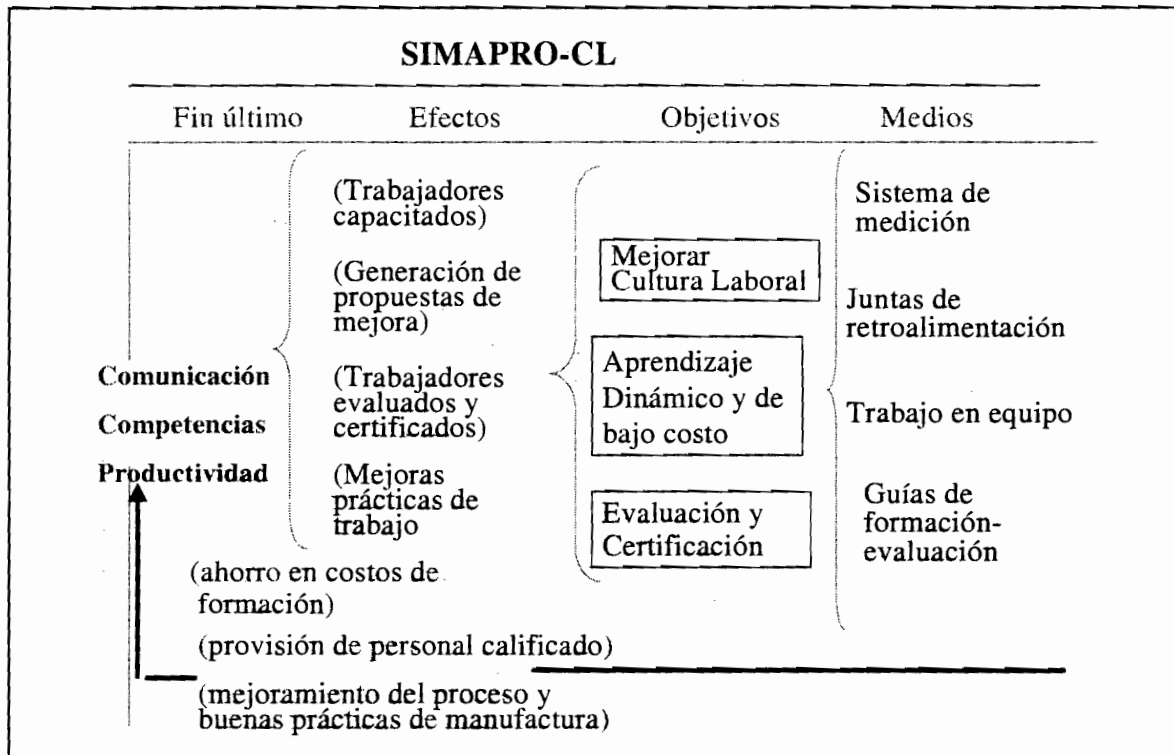 SIMAPRO-CL
Fin último Efectos Objetivos Medios
(Trabajadores
capacitados)
(Generación de
propuestas de
mejora)
(Trabajadores
evaluados y
certificados)
(Mejoras
prácticas de
trabajo
Comunicación
Competencias
Productividad
Mejorar
Cultura Laboral
Aprendizaje
Dinámico y de
bajo costo
Evaluación y
Certificación
Sistema de
medición
Juntas de
retroalimentación
Trabajo en equipo
Guías de
formación-
evaluación
(ahorro en costos de
formación)
(provisión de personal calificado)
(mejoramiento del proceso y
buenas prácticas de manufactura)